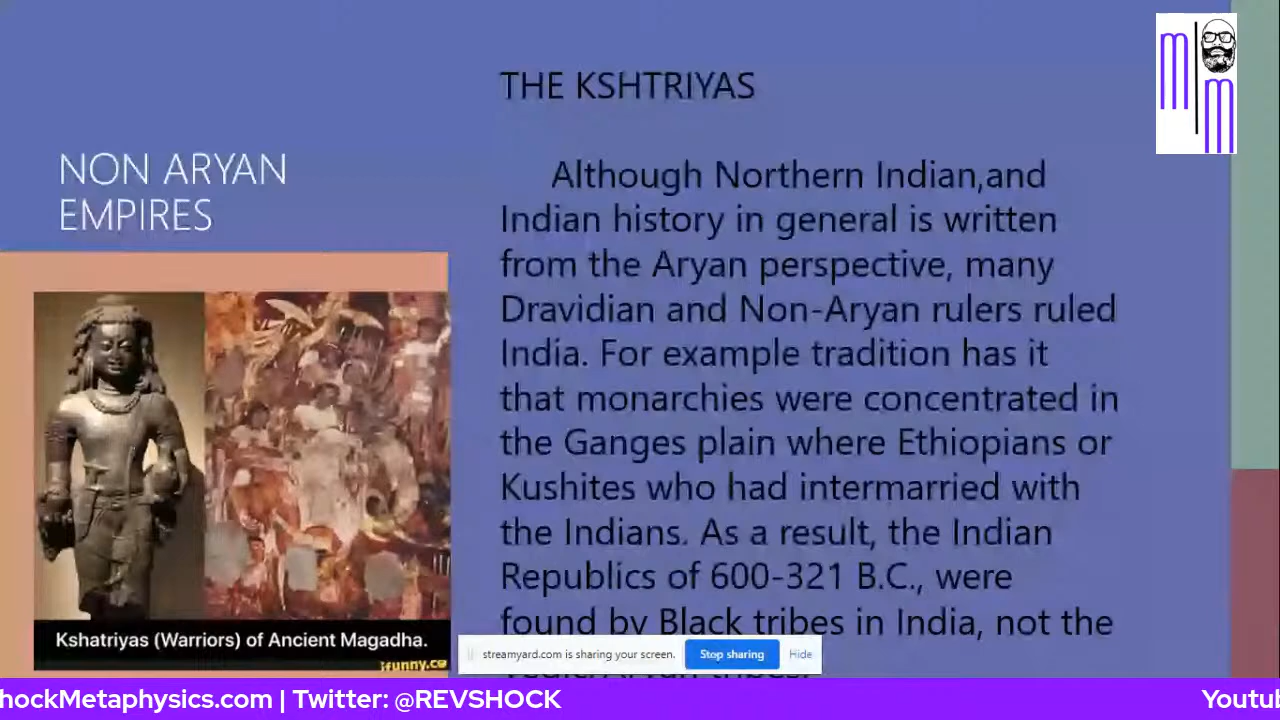 THE KSHTRIYAS
NON ARYAN
EMPIRES
Although Northern Indian,and
Indian history in general is written
from the Aryan perspective, many
Dravidian and Non-Aryan rulers ruled
India. For example tradition has it
that monarchies were concentrated in
the Ganges plain where Ethiopians or
Kushites who had intermarried with
the Indians. As a result, the Indian
Republics of 600-321 B.C., were
found by Black tribes in India, not the
Kshatriyas (Warriors) of Ancient Magadha.
ifunny.co
streamyard.com is sharing your screen. Stop sharing Hide
hockMetaphysics.com | Twitter: @REVSHOCK Youtub
m m